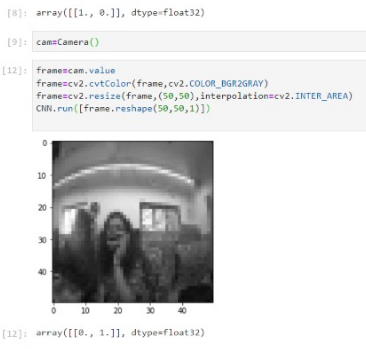 [8]: array([[1., 0.]], dtype=float32)
[9]: cam=Camera()
[12]: frame=cam.value
frame=cv2.cvtColor(frame,cv2.COLOR_BGR2GRAY)
frame=cv2.resize(frame,(50,50),interpolation=cv2.INTER_AREA)
CNN.run([frame.reshape(50,50,1)])
0
10
20
30
40
0 10 20 30 40
[12]: array([[0., 1.]], dtype=float32)